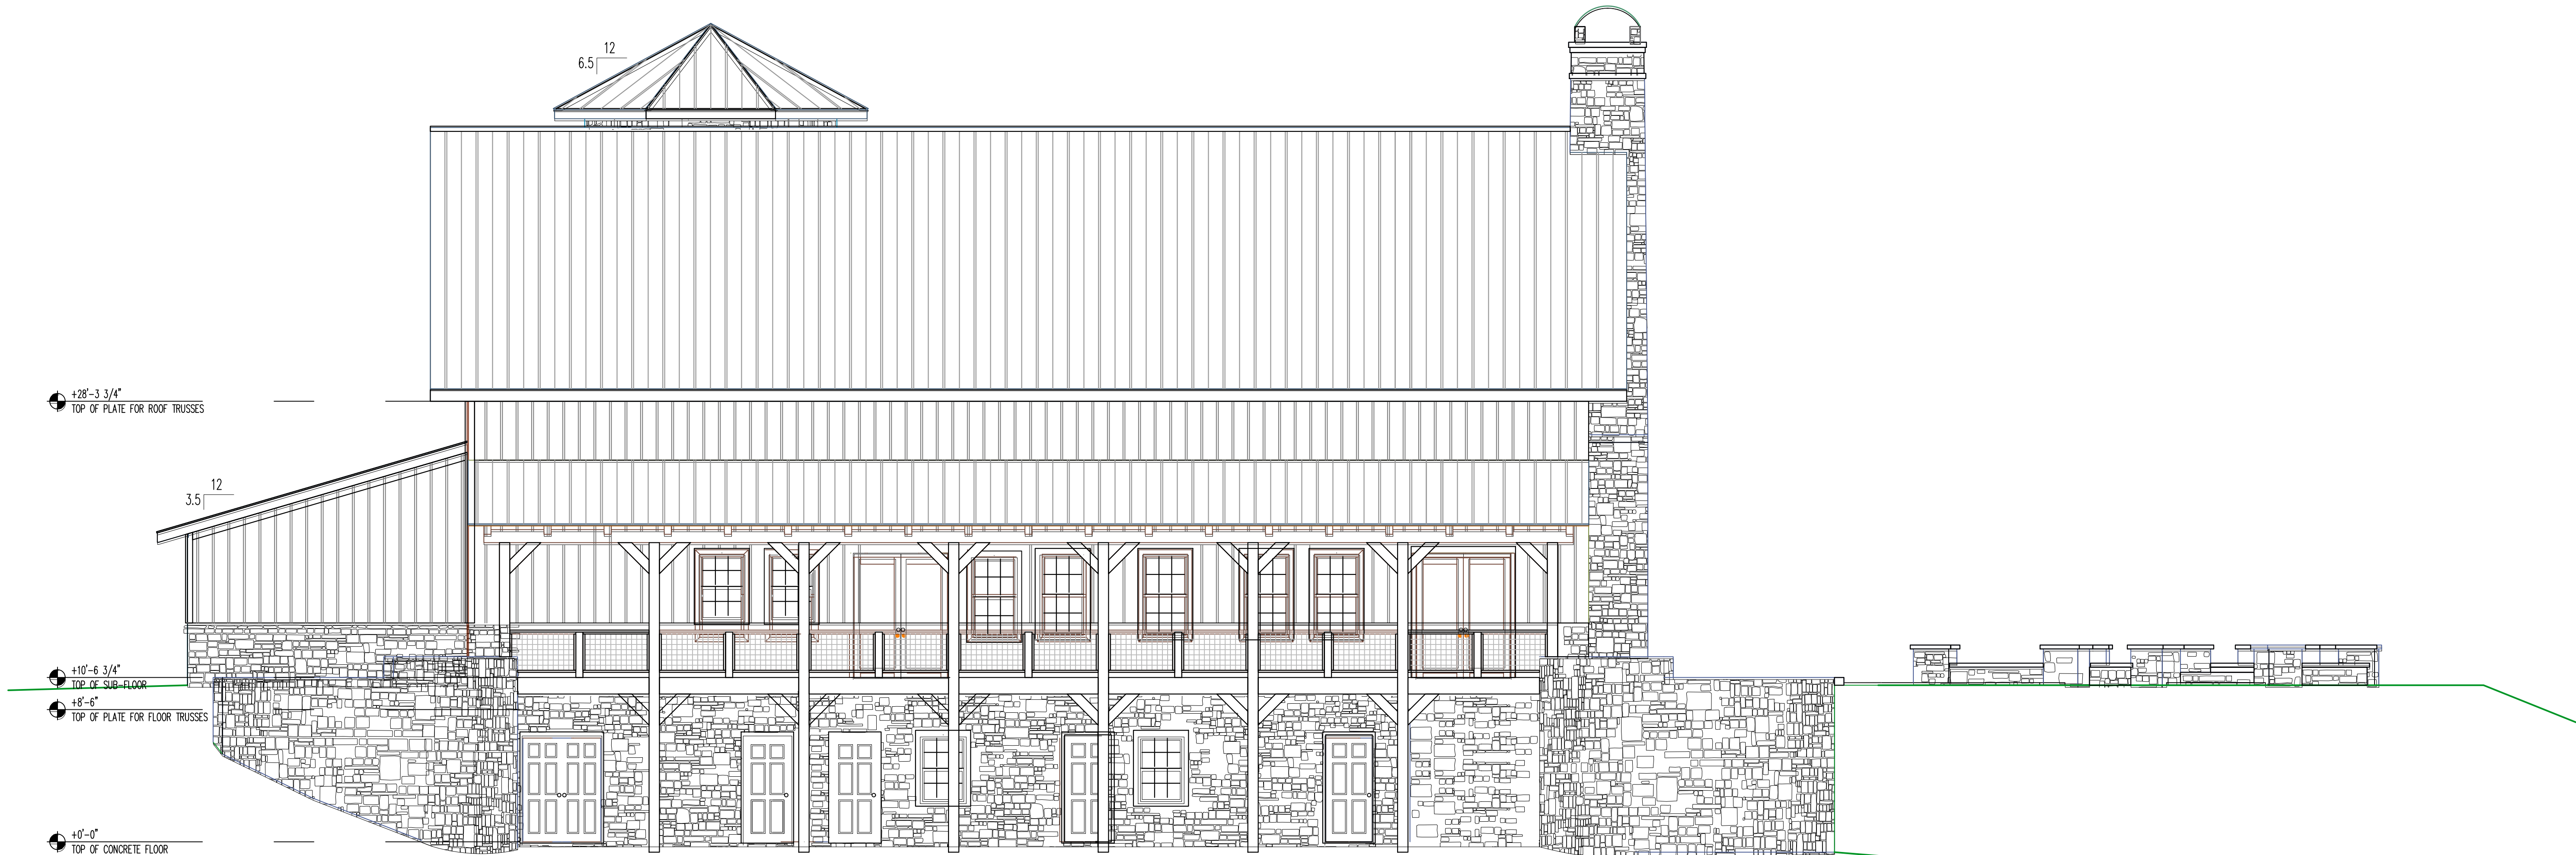 12
6.5
+28'-3 3/4"
TOP OF PLATE FOR ROOF TRUSSES
12
3.5
+10'-6 3/4"
TOP OF SUB-FLOOR
+8'-6"
TOP OF PLATE FOR FLOOR TRUSSES
+0'-0"
TOP OF CONCRETE FLOOR